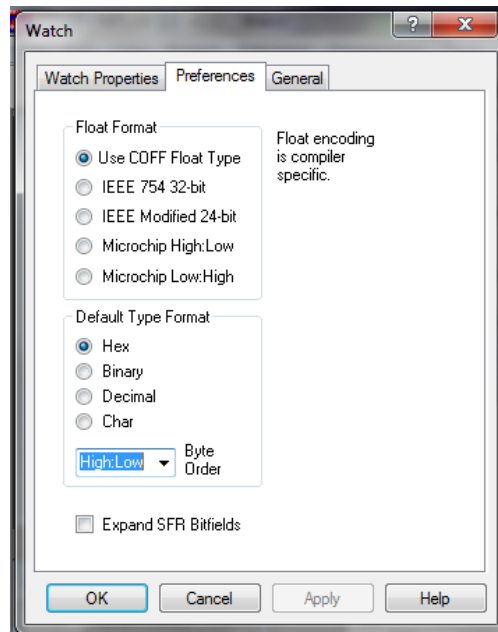 Watch
Watch Properties
Preferences
General
Float Format
Use COFF Float Type
IEEE 754 32-bit
IEEE Modified 24-bit
Microchip High:Low
Microchip Low:High
Float encoding
is compiler
specific.
Default Type Format
Hex
Binary
Decimal
Char
High:Low
Byte
Order
Expand SFR Bitfields
OK
Cancel
Apply
Help